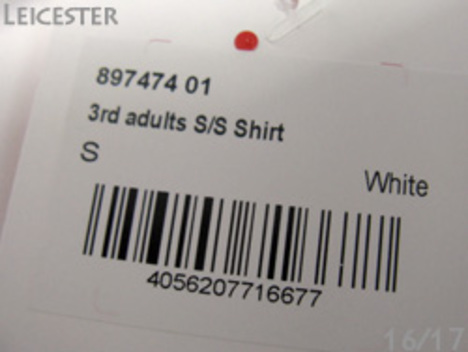 LEICESTER
897474 01
3rd adults S/S Shirt
S
White
4056207716677
16/17